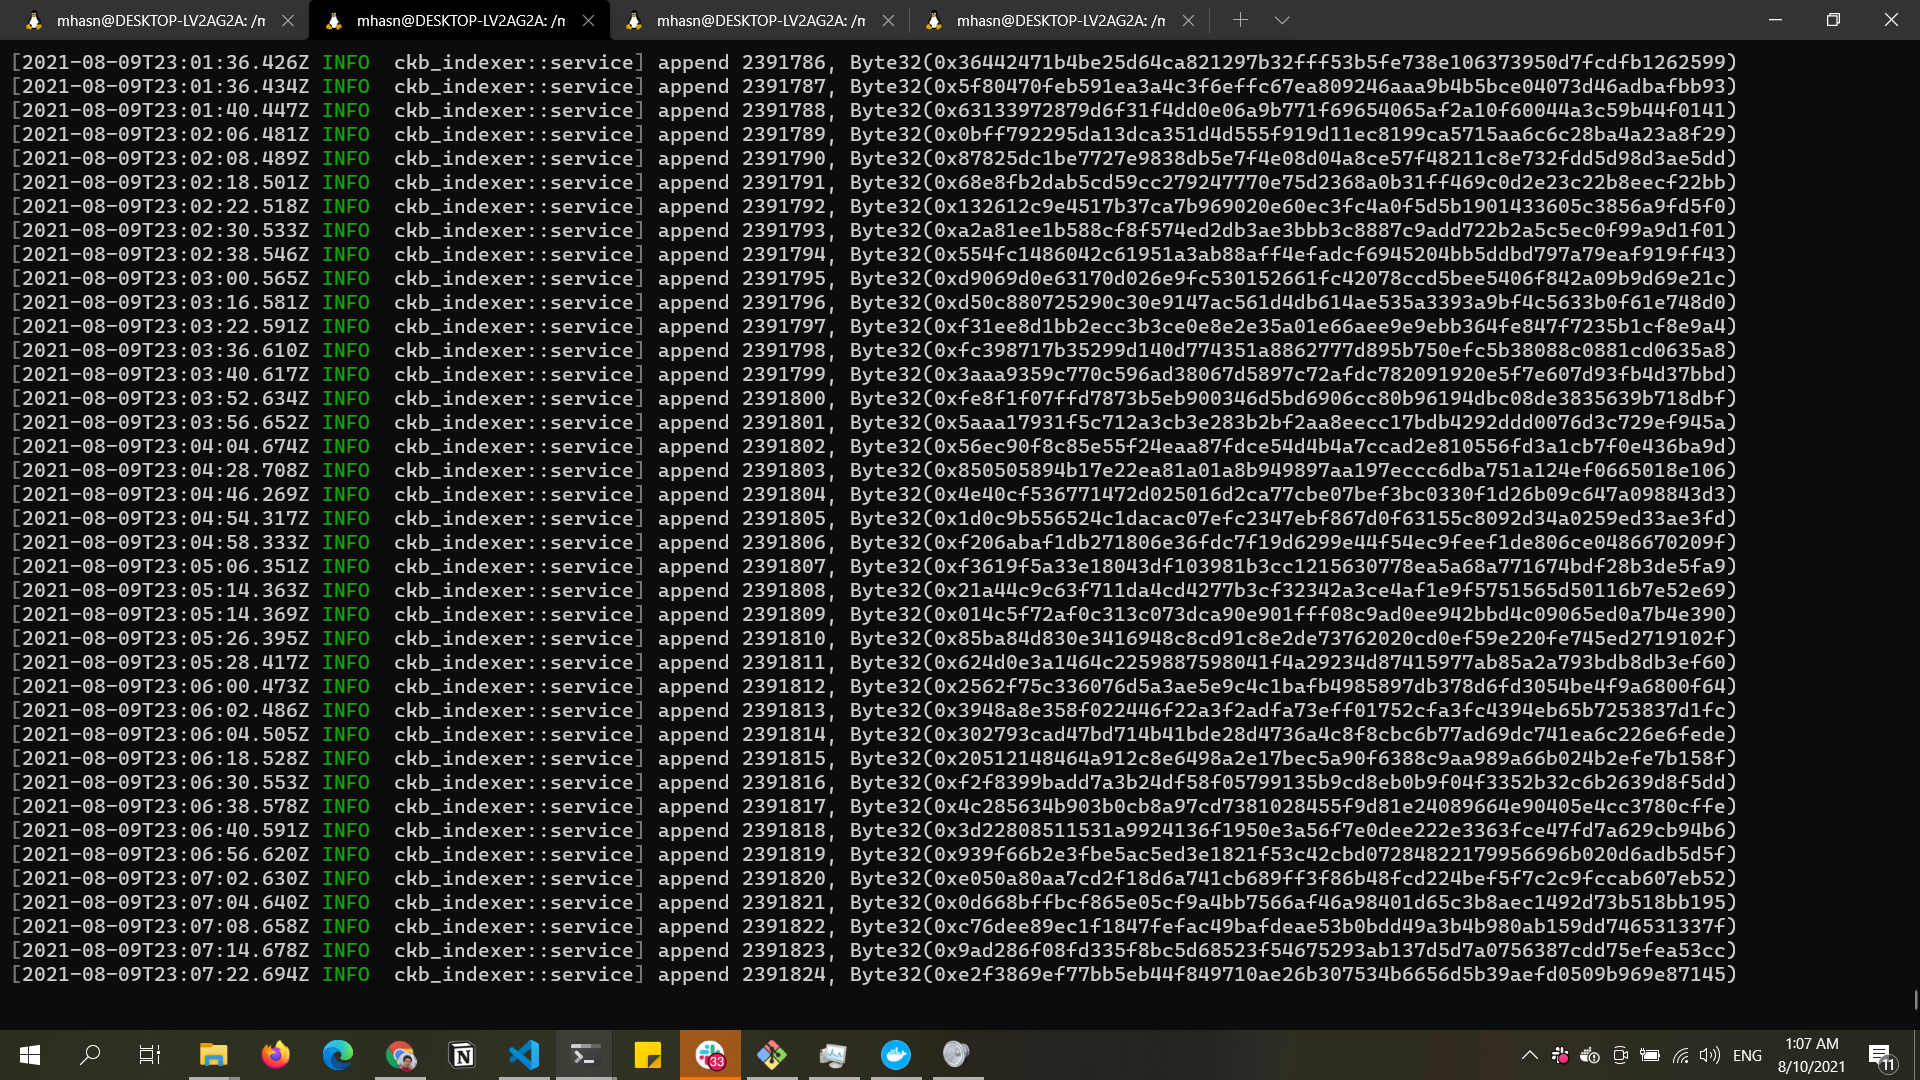 mhasn@DESKTOP-LV2AG2A: /m
mhasn@DESKTOP-LV2AG2A: /m
mhasn@DESKTOP-LV2AG2A: /m
mhasn@DESKTOP-LV2AG2A: /m
[2021-08-09T23:01:36.426Z INFO  ckb_indexer::service] append 2391786, Byte32(0x36442471b4be25d64ca821297b32fff53b5fe738e106373950d7fcdfb1262599)
[2021-08-09T23:01:36.434Z INFO  ckb_indexer::service] append 2391787, Byte32(0x5f80470feb591ea3a4c3f6effc67ea809246aaa9b4b5bce04073d46adbafbb93)
[2021-08-09T23:01:40.447Z INFO  ckb_indexer::service] append 2391788, Byte32(0x63133972879d6f31f4dd0e06a9b771f69654065af2a10f60044a3c59b44f0141)
[2021-08-09T23:02:06.481Z INFO  ckb_indexer::service] append 2391789, Byte32(0x0bff792295da13dca351d4d555f919d11ec8199ca5715aa6c6c28ba4a23a8f29)
[2021-08-09T23:02:08.489Z INFO  ckb_indexer::service] append 2391790, Byte32(0x87825dc1be7727e9838db5e7f4e08d04a8ce57f48211c8e732fdd5d98d3ae5dd)
[2021-08-09T23:02:18.501Z INFO  ckb_indexer::service] append 2391791, Byte32(0x68e8fb2dab5cd59cc279247770e75d2368a0b31ff469c0d2e23c22b8eecf22bb)
[2021-08-09T23:02:22.518Z INFO  ckb_indexer::service] append 2391792, Byte32(0x132612c9e4517b37ca7b969020e60ec3fc4a0f5d5b1901433605c3856a9fd5f0)
[2021-08-09T23:02:30.533Z INFO  ckb_indexer::service] append 2391793, Byte32(0xa2a81ee1b588cf8f574ed2db3ae3bbb3c8887c9add722b2a5c5ec0f99a9d1f01)
[2021-08-09T23:02:38.546Z INFO  ckb_indexer::service] append 2391794, Byte32(0x554fc1486042c61951a3ab88aff4efadcf6945204bb5ddbd797a79eaf919ff43)
[2021-08-09T23:03:00.565Z INFO  ckb_indexer::service] append 2391795, Byte32(0xd9069d0e63170d026e9fc530152661fc42078ccd5bee5406f842a09b9d69e21c)
[2021-08-09T23:03:16.581Z INFO  ckb_indexer::service] append 2391796, Byte32(0xd50c880725290c30e9147ac561d4db614ae535a3393a9bf4c5633b0f61e748d0)
[2021-08-09T23:03:22.591Z INFO  ckb_indexer::service] append 2391797, Byte32(0xf31ee8d1bb2ecc3b3ce0e8e2e35a01e66aee9e9ebb364fe847f7235b1cf8e9a4)
[2021-08-09T23:03:36.610Z INFO  ckb_indexer::service] append 2391798, Byte32(0xfc398717b35299d140d774351a8862777d895b750efc5b38088c0881cd0635a8)
[2021-08-09T23:03:40.617Z INFO  ckb_indexer::service] append 2391799, Byte32(0x3aaa9359c770c596ad38067d5897c72afdc782091920e5f7e607d93fb4d37bbd)
[2021-08-09T23:03:52.634Z INFO  ckb_indexer::service] append 2391800, Byte32(0xfe8f1f07ffd7873b5eb900346d5bd6906cc80b96194dbc08de3835639b718dbf)
[2021-08-09T23:03:56.652Z INFO  ckb_indexer::service] append 2391801, Byte32(0x5aaa17931f5c712a3cb3e283b2bf2aa8eecc17bdb4292ddd0076d3c729ef945a)
[2021-08-09T23:04:04.674Z INFO  ckb_indexer::service] append 2391802, Byte32(0x56ec90f8c85e55f24eaa87fdce54d4b4a7ccad2e810556fd3a1cb7f0e436ba9d)
[2021-08-09T23:04:28.708Z INFO  ckb_indexer::service] append 2391803, Byte32(0x850505894b17e22ea81a01a8b949897aa197eccc6dba751a124ef0665018e106)
[2021-08-09T23:04:46.269Z INFO  ckb_indexer::service] append 2391804, Byte32(0x4e40cf536771472d025016d2ca77cbe07bef3bc0330f1d26b09c647a098843d3)
[2021-08-09T23:04:54.317Z INFO  ckb_indexer::service] append 2391805, Byte32(0x1d0c9b556524c1dacac07efc2347ebf867d0f63155c8092d34a0259ed33ae3fd)
[2021-08-09T23:04:58.333Z INFO  ckb_indexer::service] append 2391806, Byte32(0xf206abaf1db271806e36fdc7f19d6299e44f54ec9feef1de806ce0486670209f)
[2021-08-09T23:05:06.351Z INFO  ckb_indexer::service] append 2391807, Byte32(0xf3619f5a33e18043df103981b3cc1215630778ea5a68a771674bdf28b3de5fa9)
[2021-08-09T23:05:14.363Z INFO  ckb_indexer::service] append 2391808, Byte32(0x21a44c9c63f711da4cd4277b3cf32342a3ce4af1e9f5751565d50116b7e52e69)
[2021-08-09T23:05:14.369Z INFO  ckb_indexer::service] append 2391809, Byte32(0x014c5f72af0c313c073dca90e901fff08c9ad0ee942bbd4c09065ed0a7b4e390)
[2021-08-09T23:05:26.395Z INFO  ckb_indexer::service] append 2391810, Byte32(0x85ba84d830e3416948c8cd91c8e2de73762020cd0ef59e220fe745ed2719102f)
[2021-08-09T23:05:28.417Z INFO  ckb_indexer::service] append 2391811, Byte32(0x624d0e3a1464c2259887598041f4a29234d87415977ab85a2a793bdb8db3ef60)
[2021-08-09T23:06:00.473Z INFO  ckb_indexer::service] append 2391812, Byte32(0x2562f75c336076d5a3ae5e9c4c1bafb4985897db378d6fd3054be4f9a6800f64)
[2021-08-09T23:06:02.486Z INFO  ckb_indexer::service] append 2391813, Byte32(0x3948a8e358f022446f22a3f2adfa73eff01752cfa3fc4394eb65b7253837d1fc)
[2021-08-09T23:06:04.505Z INFO  ckb_indexer::service] append 2391814, Byte32(0x302793cad47bd714b41bde28d4736a4c8f8cbc6b77ad69dc741ea6c226e6fede)
[2021-08-09T23:06:18.528Z INFO  ckb_indexer::service] append 2391815, Byte32(0x20512148464a912c8e6498a2e17bec5a90f6388c9aa989a66b024b2efe7b158f)
[2021-08-09T23:06:30.553Z INFO  ckb_indexer::service] append 2391816, Byte32(0xf2f8399badd7a3b24df58f05799135b9cd8eb0b9f04f3352b32c6b2639d8f5dd)
[2021-08-09T23:06:38.578Z INFO  ckb_indexer::service] append 2391817, Byte32(0x4c285634b903b0cb8a97cd7381028455f9d81e24089664e90405e4cc3780cffe)
[2021-08-09T23:06:40.591Z INFO  ckb_indexer::service] append 2391818, Byte32(0x3d22808511531a9924136f1950e3a56f7e0dee222e3363fce47fd7a629cb94b6)
[2021-08-09T23:06:56.620Z INFO  ckb_indexer::service] append 2391819, Byte32(0x939f66b2e3fbe5ac5ed3e1821f53c42cbd07284822179956696b020d6adb5d5f)
[2021-08-09T23:07:02.630Z INFO  ckb_indexer::service] append 2391820, Byte32(0xe050a80aa7cd2f18d6a741cb689ff3f86b48fcd224bef5f7c2c9fccab607eb52)
[2021-08-09T23:07:04.640Z INFO  ckb_indexer::service] append 2391821, Byte32(0x0d668bffbcf865e05cf9a4bb7566af46a98401d65c3b8aec1492d73b518bb195)
[2021-08-09T23:07:08.658Z INFO  ckb_indexer::service] append 2391822, Byte32(0xc76dee89ec1f1847fefac49bafdeae53b0bdd49a3b4b980ab159dd746531337f)
[2021-08-09T23:07:14.678Z INFO  ckb_indexer::service] append 2391823, Byte32(0x9ad286f08fd335f8bc5d68523f54675293ab137d5d7a0756387cdd75efea53cc)
[2021-08-09T23:07:22.694Z INFO  ckb_indexer::service] append 2391824, Byte32(0xe2f3869ef77bb5eb44f849710ae26b307534b6656d5b39aefd0509b969e87145)
33
ENG
1:07 AM
8/10/2021
11